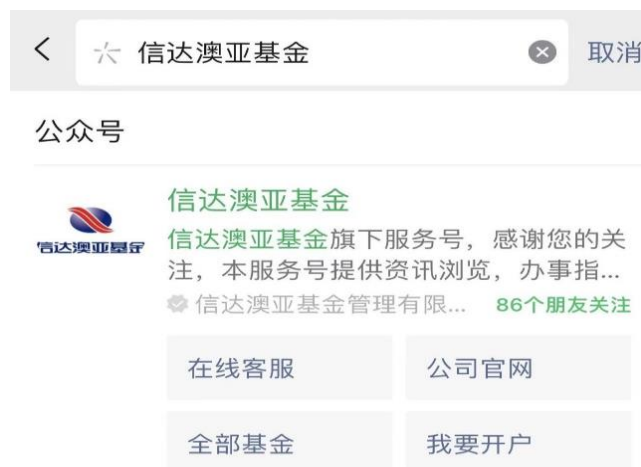 信达澳亚基金
取消
公众号
信达澳亚基金
信达澳亚基金
信达澳亚基金旗下服务号，感谢您的关
注，本服务号提供资讯浏览，办事指...
信达澳亚基金管理有限... 86个朋友关注
在线客服 公司官网
全部基金 我要开户